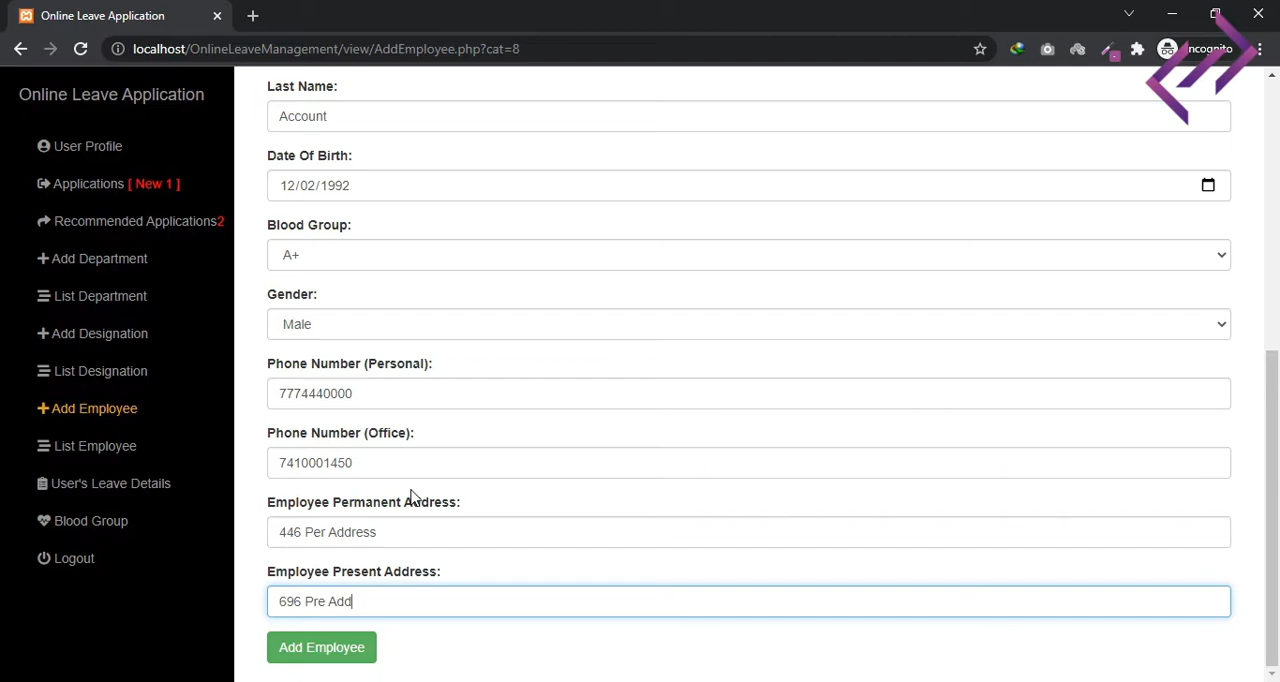 Online Leave Application
localhost/OnlineLeaveManagement/view/AddEmployee.php?cat=8
Incognito
Online Leave Application
User Profile
Applications [ New 1 ]
Recommended Applications2
Add Department
List Department
Add Designation
List Designation
Add Employee
List Employee
User's Leave Details
Blood Group
Logout
Last Name:
Account
Date Of Birth:
12/02/1992
Blood Group:
A+
Gender:
Male
Phone Number (Personal):
7774440000
Phone Number (Office):
7410001450
Employee Permanent Address:
446 Per Address
Employee Present Address:
696 Pre Add
Add Employee